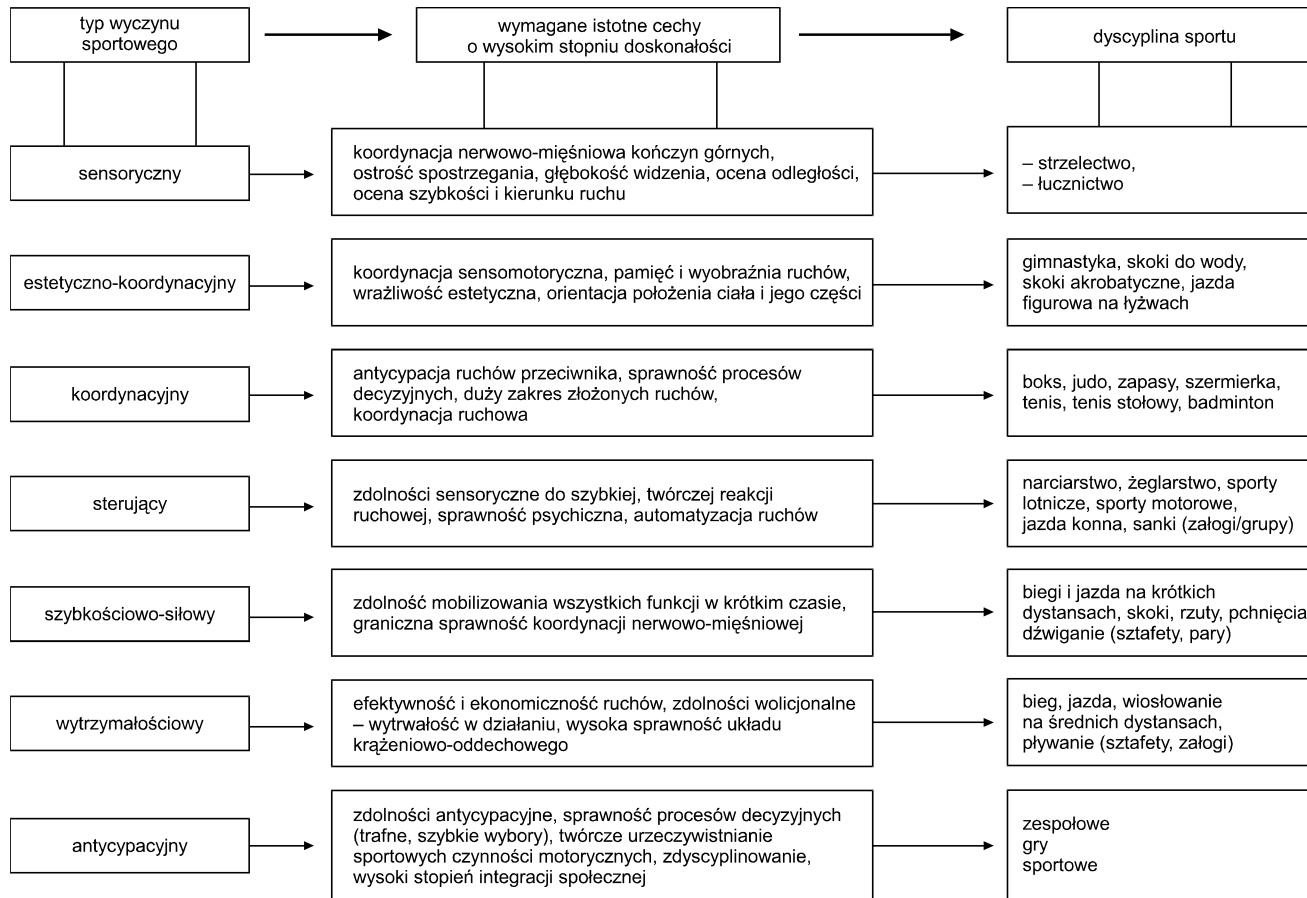 typ wyczynu
sportowego
wymagane istotne cechy
o wysokim stopniu doskonałości
dyscyplina sportu
sensoryczny
koordynacja nerwowo-mięśniowa kończyn górnych,
ostrość spostrzegania, głębokość widzenia, ocena odległości,
ocena szybkości i kierunku ruchu
– strzelectwo,
– łucznictwo
estetyczno-koordynacyjny
koordynacja sensomotoryczna, pamięć i wyobraźnia ruchów,
wrażliwość estetyczna, orientacja położenia ciała i jego części
gimnastyka, skoki do wody,
skoki akrobatyczne, jazda
figurowa na łyżwach
koordynacyjny
antycypacja ruchów przeciwnika, sprawność procesów
decyzyjnych, duży zakres złożonych ruchów,
koordynacja ruchowa
boks, judo, zapasy, szermierka,
tenis, tenis stołowy, badminton
sterujący
zdolności sensoryczne do szybkiej, twórczej reakcji
ruchowej, sprawność psychiczna, automatyzacja ruchów
narciarstwo, żeglarstwo, sporty
lotnicze, sporty motorowe,
jazda konna, sanki (załogi/grupy)
szybkościowo-siłowy
zdolność mobilizowania wszystkich funkcji w krótkim czasie,
graniczna sprawność koordynacji nerwowo-mięśniowej
biegi i jazda na krótkich
dystansach, skoki, rzuty, pchnięcia
dźwiganie (sztafety, pary)
wytrzymałościowy
efektywność i ekonomiczność ruchów, zdolności wolicjonalne
– wytrwałość w działaniu, wysoka sprawność układu
krążeniowo-oddechowego
bieg, jazda, wiosłowanie
na średnich dystansach,
pływanie (sztafety, załogi)
antycypacyjny
zdolności antycypacyjne, sprawność procesów decyzyjnych
(trafne, szybkie wybory), twórcze urzeczywistnianie
sportowych czynności motorycznych, zdyscyplinowanie,
wysoki stopień integracji społecznej
zespołowe
gry
sportowe